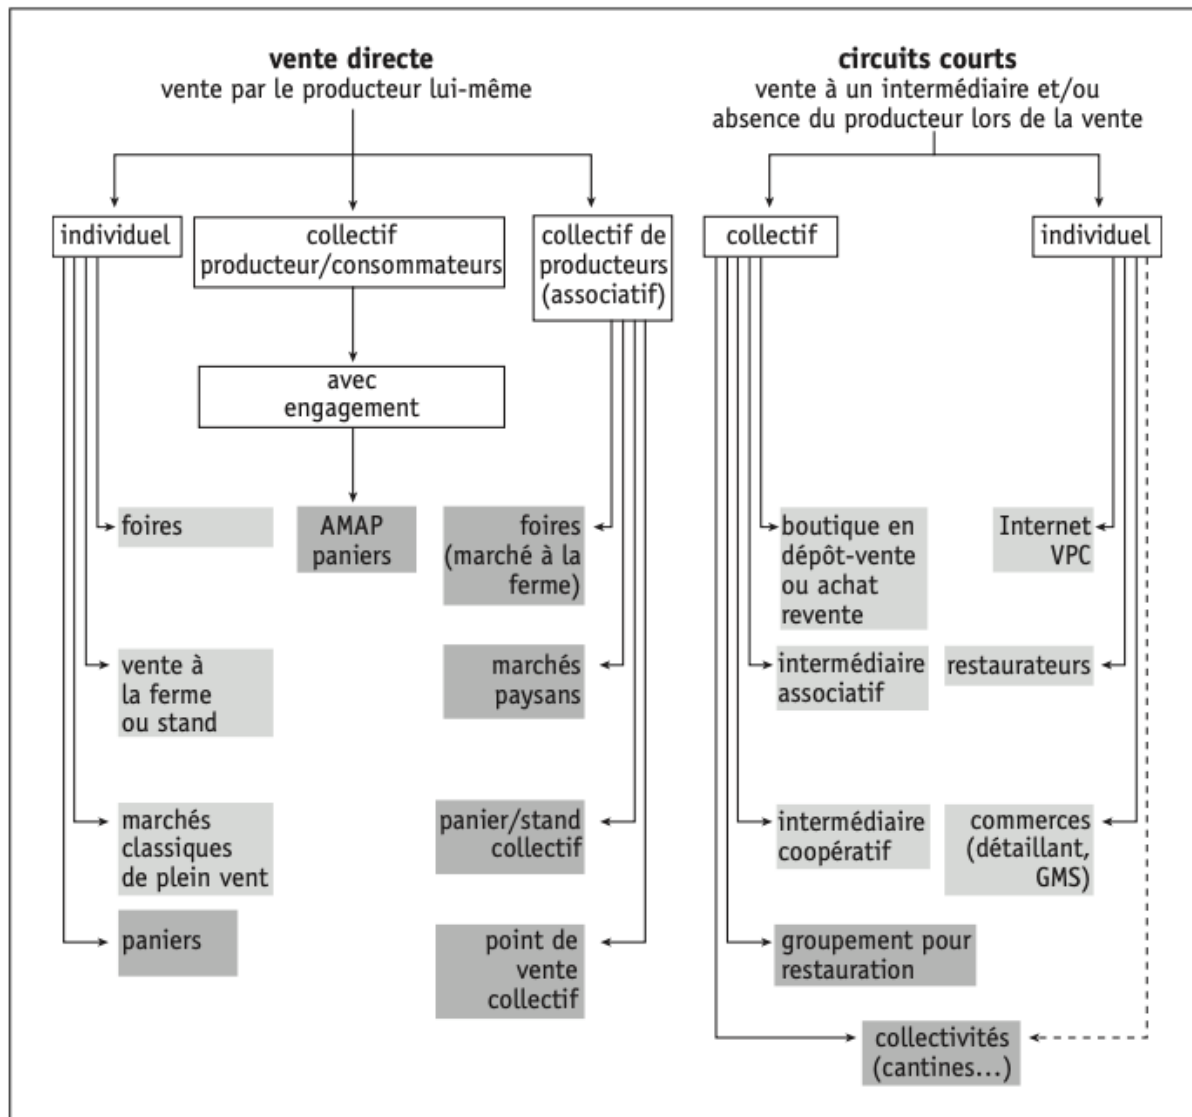 vente directe
vente par le producteur lui-même
individuel
collectif
producteur/consommateurs
collectif de
producteurs
(associatif)
avec
engagement
foires
vente à
la ferme
ou stand
marchés
classiques
de plein vent
paniers
AMAP
paniers
foires
(marché à la
ferme)
marchés
paysans
panier/stand
collectif
point de
vente
collectif
circuits courts
vente à un intermédiaire et/ou
absence du producteur lors de la vente
collectif
individuel
boutique en
dépôt-vente
ou achat
revente
intermédiaire
associatif
intermédiaire
coopératif
groupement pour
restauration
collectivités
(cantines...)
Internet
VPC
restaurateurs
commerces
(détaillant,
GMS)